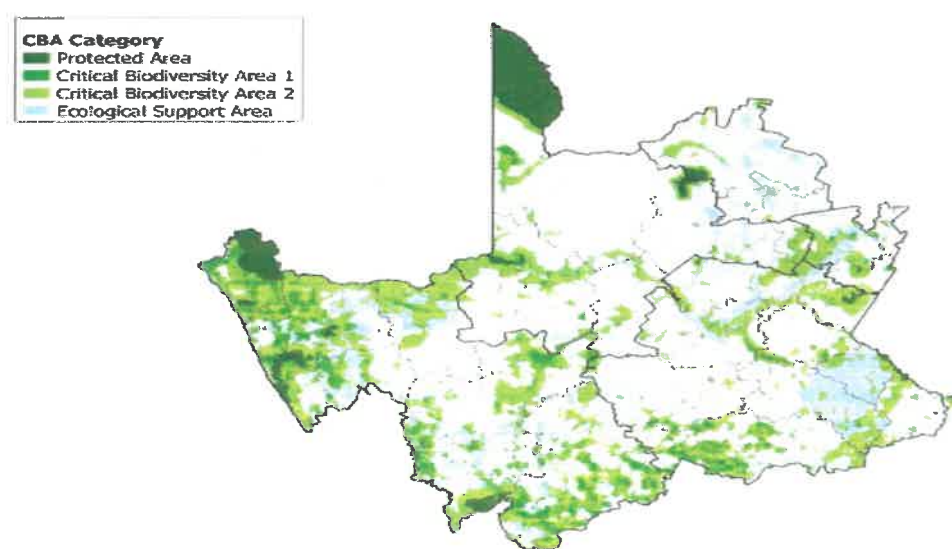 CBA Category
Protected Area
Critical Biodiversity Area 1
Critical Biodiversity Area 2
Ecological Support Area